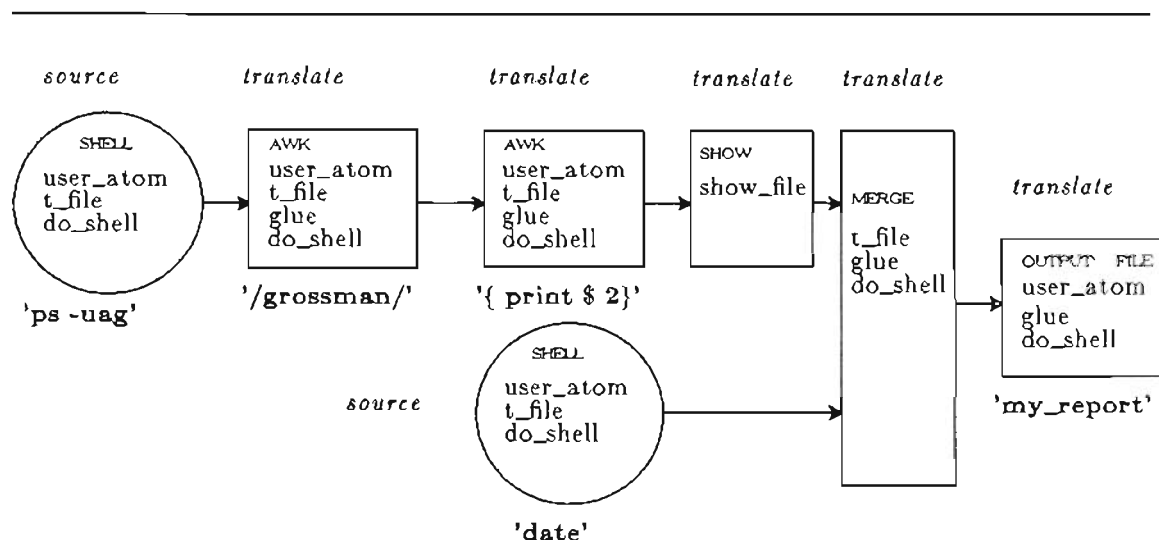 source
translate
translate
translate
translate
SHELL
user_atom
t_file
do_shell
'ps -uag'
AWK
user_atom
t_file
glue
do_shell
'/grossman/'
AWK
user_atom
t_file
glue
do_shell
'{ print $ 2}'
SHOW
show_file
MERGE
t_file
glue
do_shell
translate
OUTPUT FILE
user_atom
glue
do_shell
'my_report'
source
SHELL
user_atom
t_file
do_shell
'date'